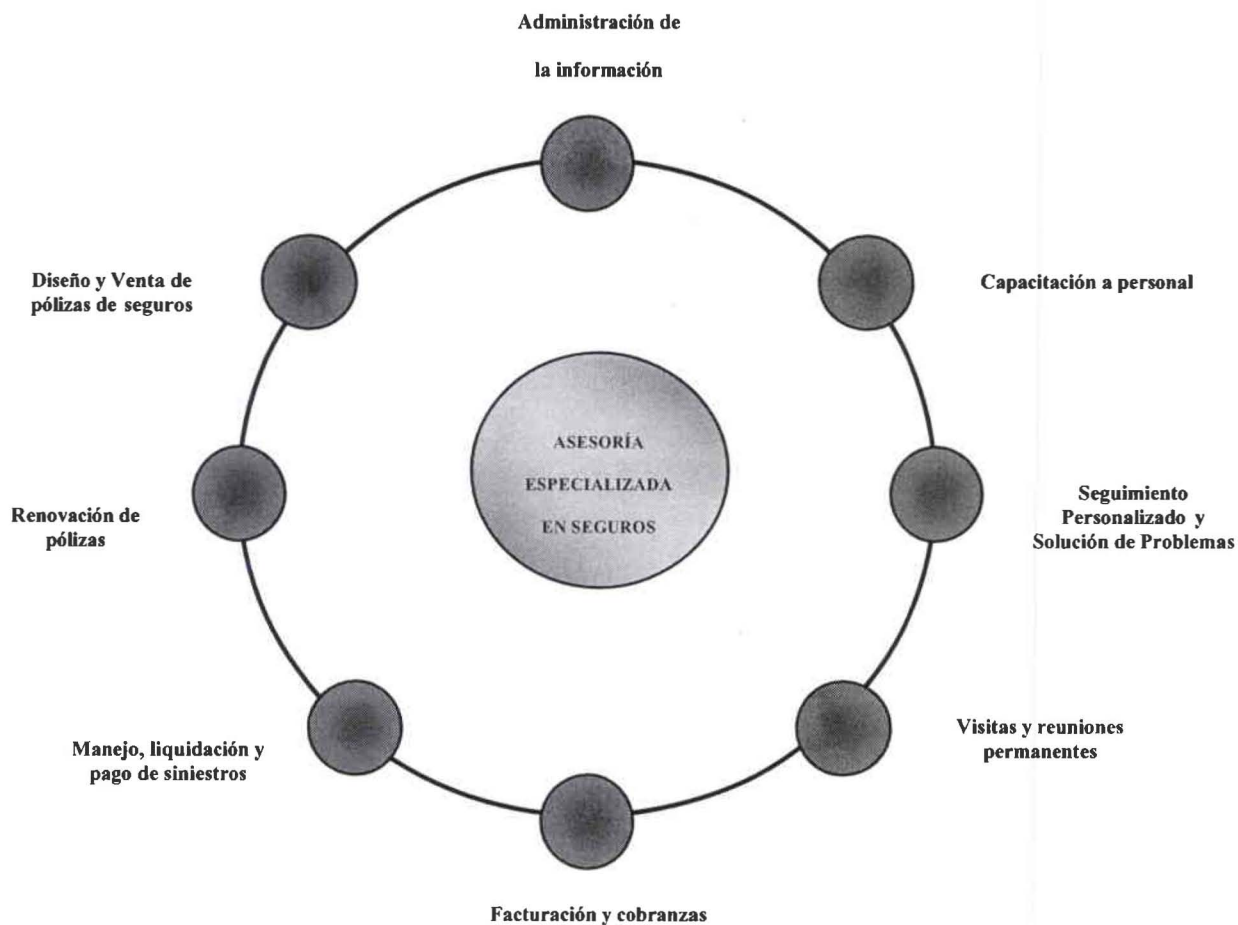 Administración de
la información
Diseño y Venta de
pólizas de seguros
Capacitación a personal
ASESORÍA
ESPECIALIZADA
EN SEGUROS
Renovación de
pólizas
Seguimiento
Personalizado y
Solución de Problemas
Manejo, liquidación y
pago de siniestros
Visitas y reuniones
permanentes
Facturación y cobranzas